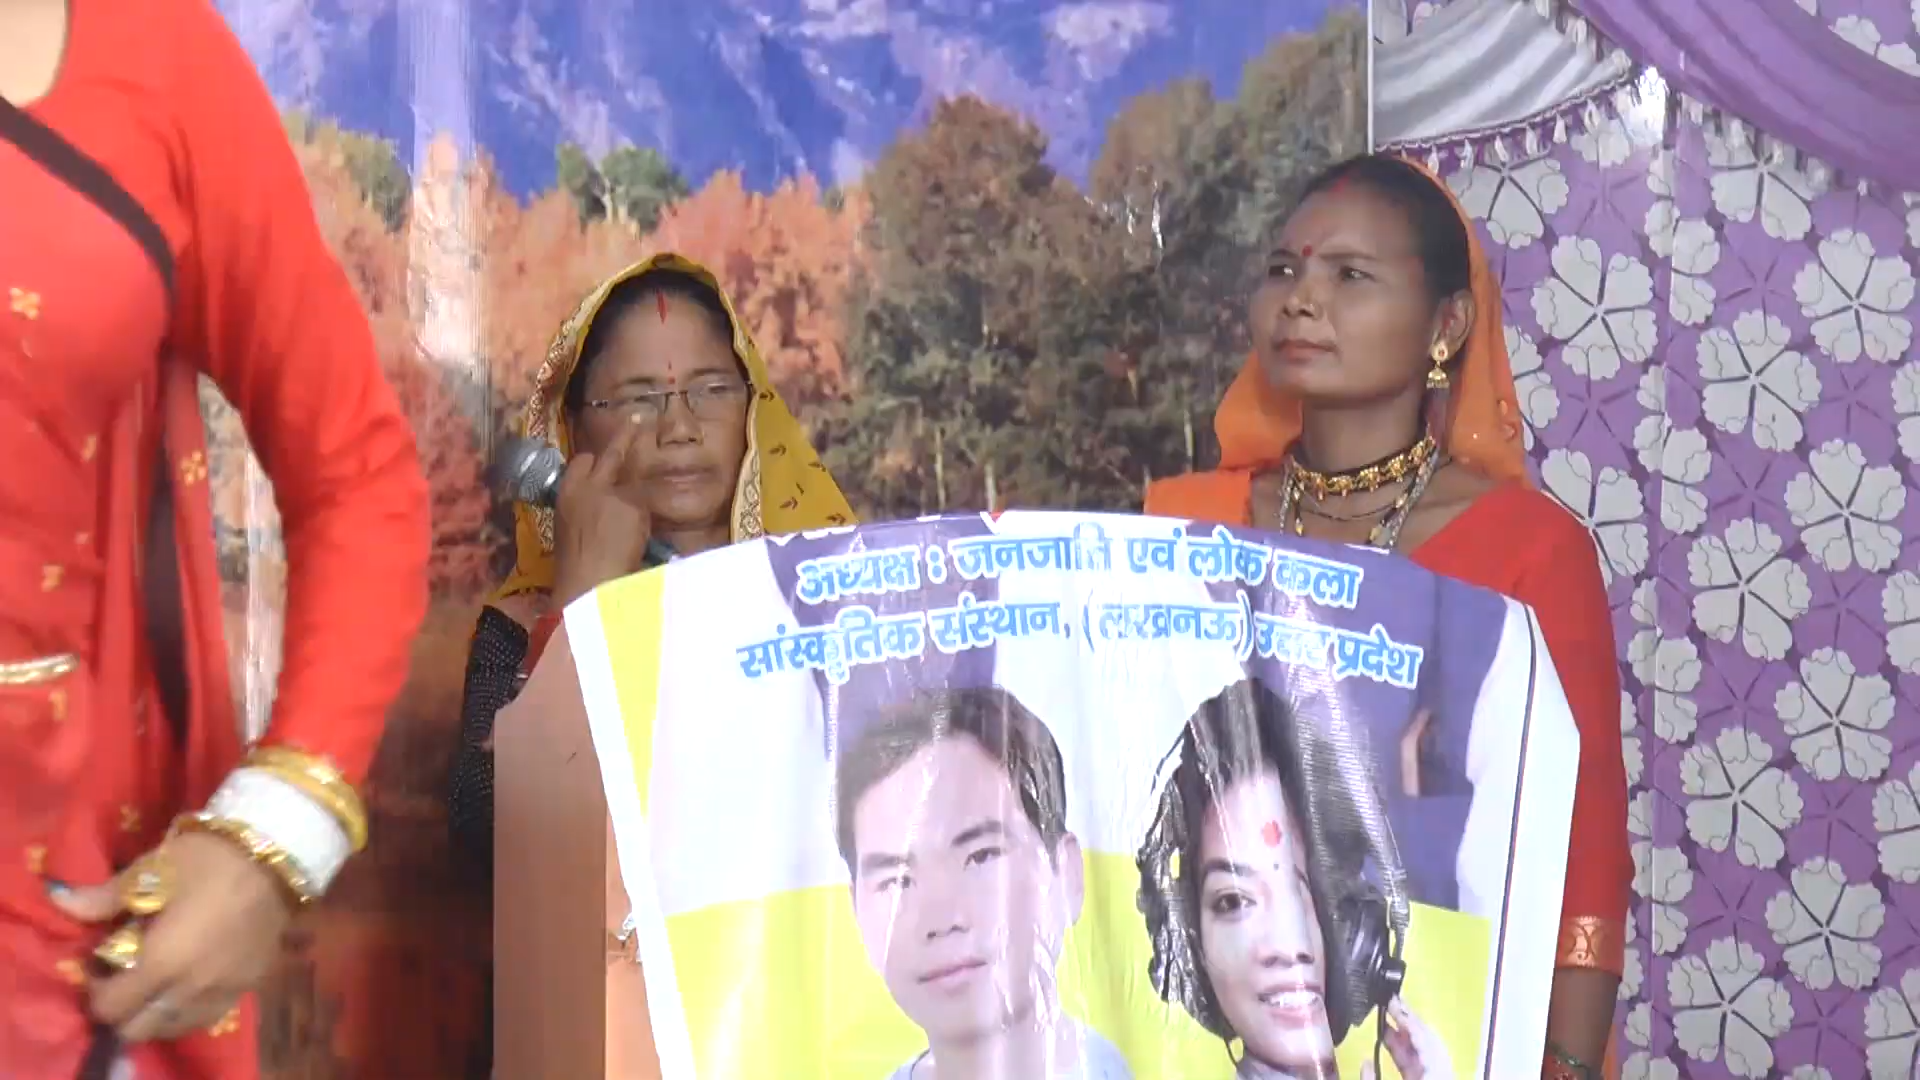 अध्यक्ष : जनजाति एवं लोक कला
सांस्कृतिक संस्थान, (लखनऊ) उत्तर प्रदेश